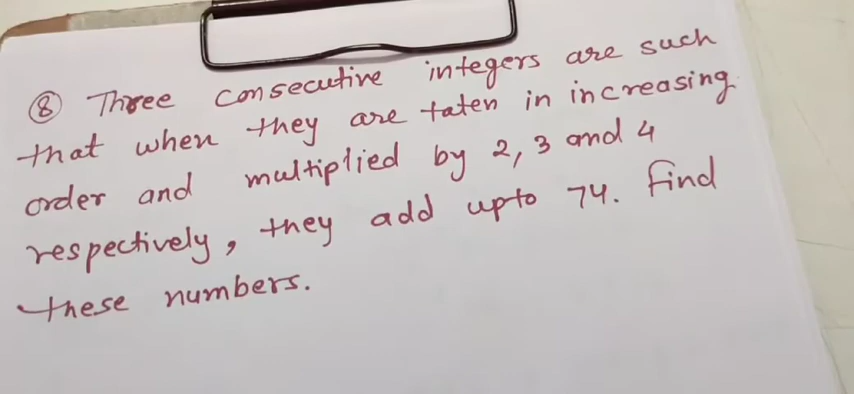 ⑧ Three consecutive integers are such
that when they are taten in increasing
order and multiplied by 2, 3 and 4
respectively, they add upto 74. Find
these numbers.